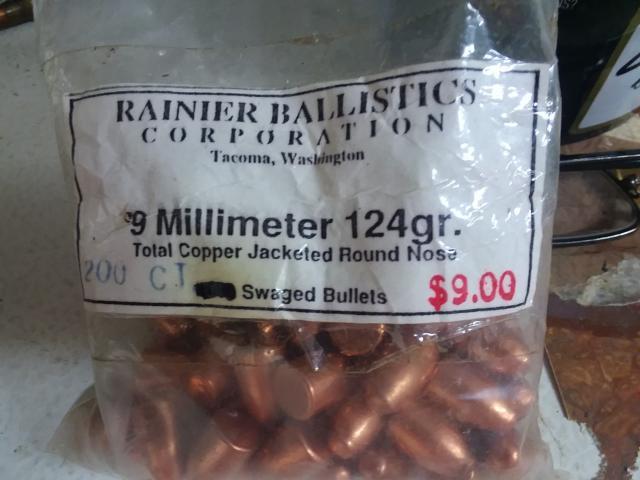 RAINIER BALLISTICS
CORPORATION
Tacoma, Washington
9 Millimeter 124gr.
Total Copper Jacketed Round Nose
200 CT
Swaged Bullets
$9.00